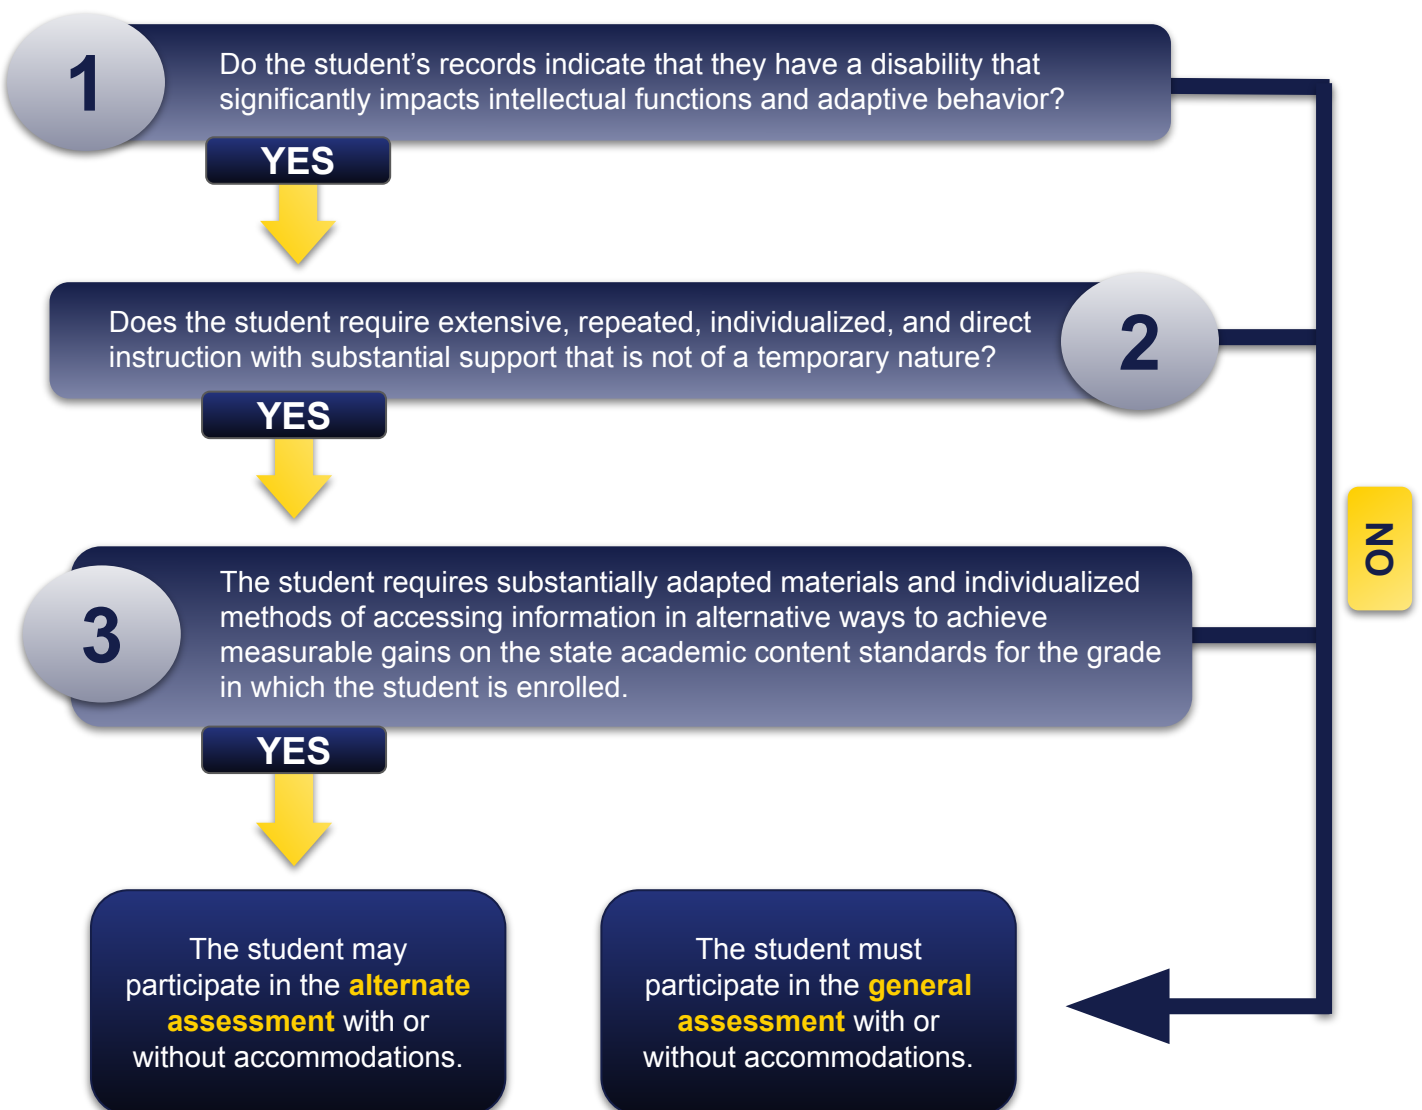 1
Do the student’s records indicate that they have a disability that
significantly impacts intellectual functions and adaptive behavior?
YES
Does the student require extensive, repeated, individualized, and direct
instruction with substantial support that is not of a temporary nature?
2
YES
NO
3
The student requires substantially adapted materials and individualized
methods of accessing information in alternative ways to achieve
measurable gains on the state academic content standards for the grade
in which the student is enrolled.
YES
The student may
participate in the alternate
assessment with or
without accommodations.
The student must
participate in the general
assessment with or
without accommodations.